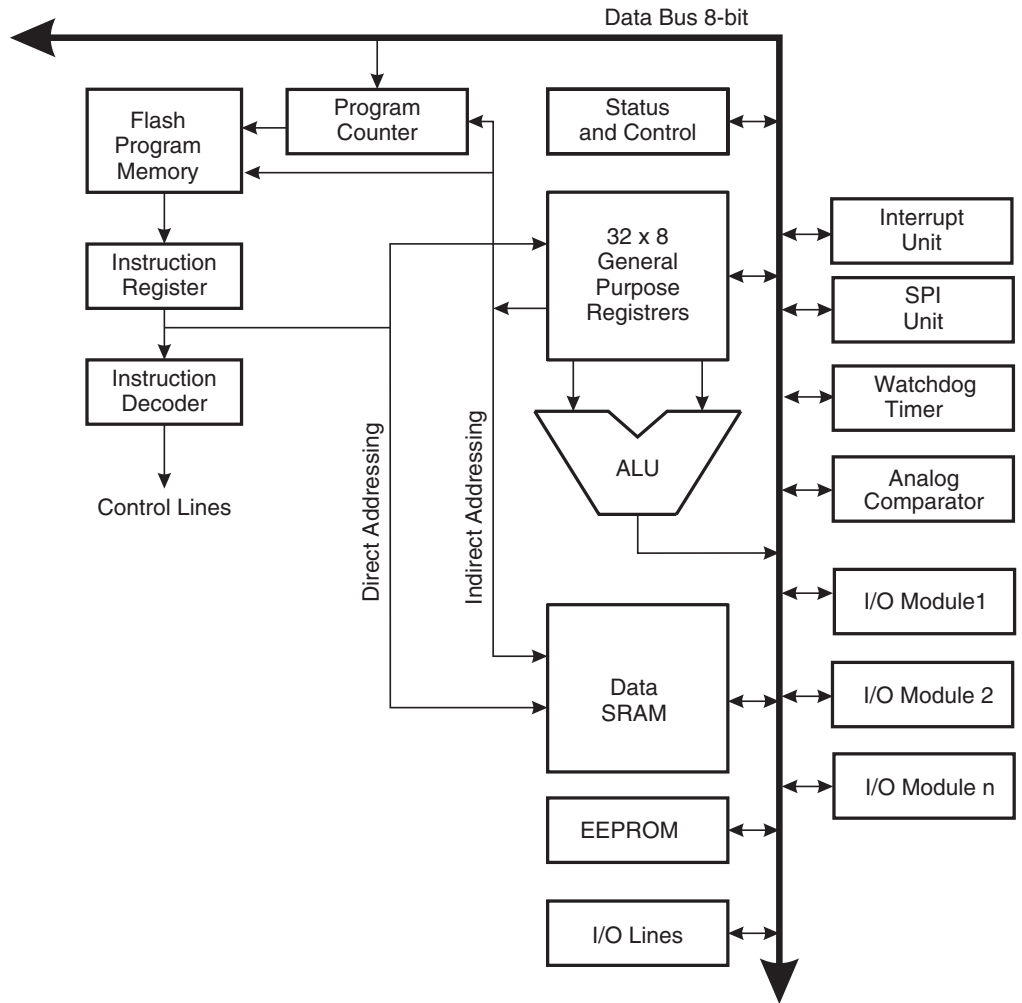 Data Bus 8-bit
Flash
Program
Memory
Program
Counter
Status
and Control
32 x 8
General
Purpose
Registrers
Interrupt
Unit
Instruction
Register
SPI
Unit
Instruction
Decoder
Watchdog
Timer
Direct Addressing
Indirect Addressing
ALU
Analog
Comparator
Control Lines
I/O Module1
Data
SRAM
I/O Module 2
I/O Module n
EEPROM
I/O Lines